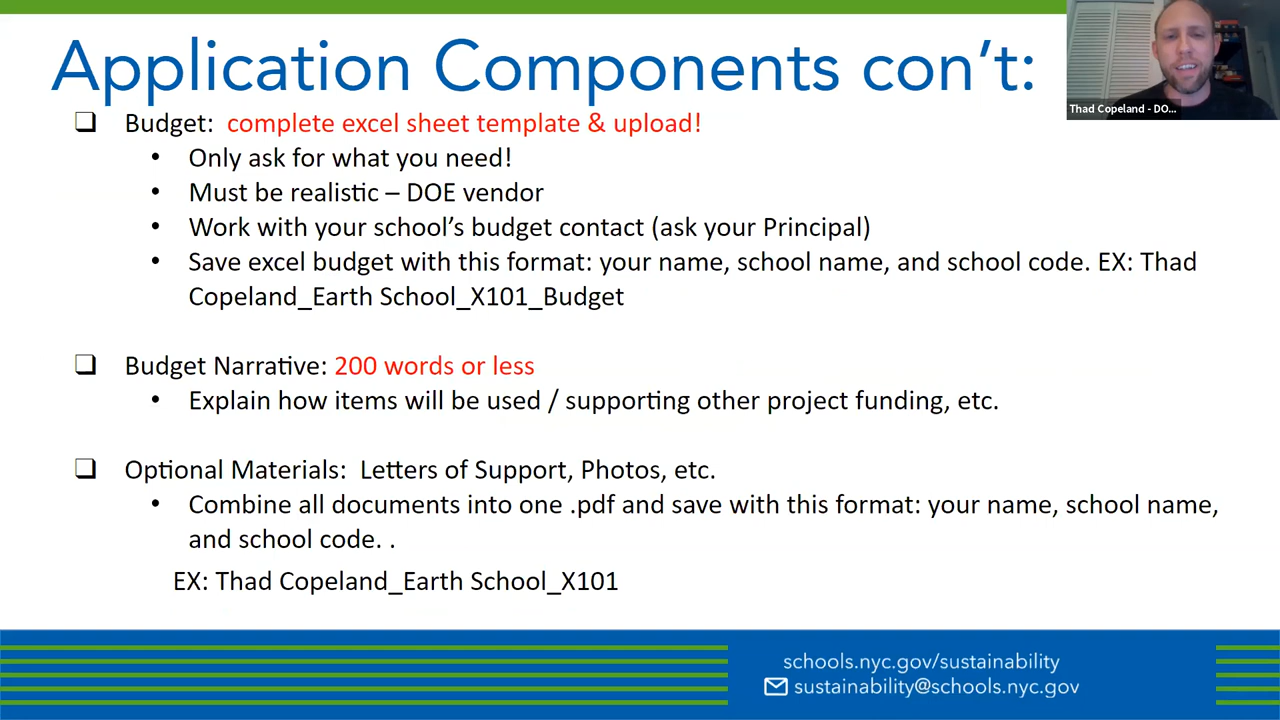 Application Components con’t:
Thad Copeland - DO...
❑ Budget: complete excel sheet template & upload!
• Only ask for what you need!
• Must be realistic – DOE vendor
• Work with your school’s budget contact (ask your Principal)
• Save excel budget with this format: your name, school name, and school code. EX: Thad
Copeland_Earth School_X101_Budget
❑ Budget Narrative: 200 words or less
• Explain how items will be used / supporting other project funding, etc.
❑ Optional Materials: Letters of Support, Photos, etc.
• Combine all documents into one .pdf and save with this format: your name, school name,
and school code. .
EX: Thad Copeland_Earth School_X101
schools.nyc.gov/sustainability
sustainability@schools.nyc.gov